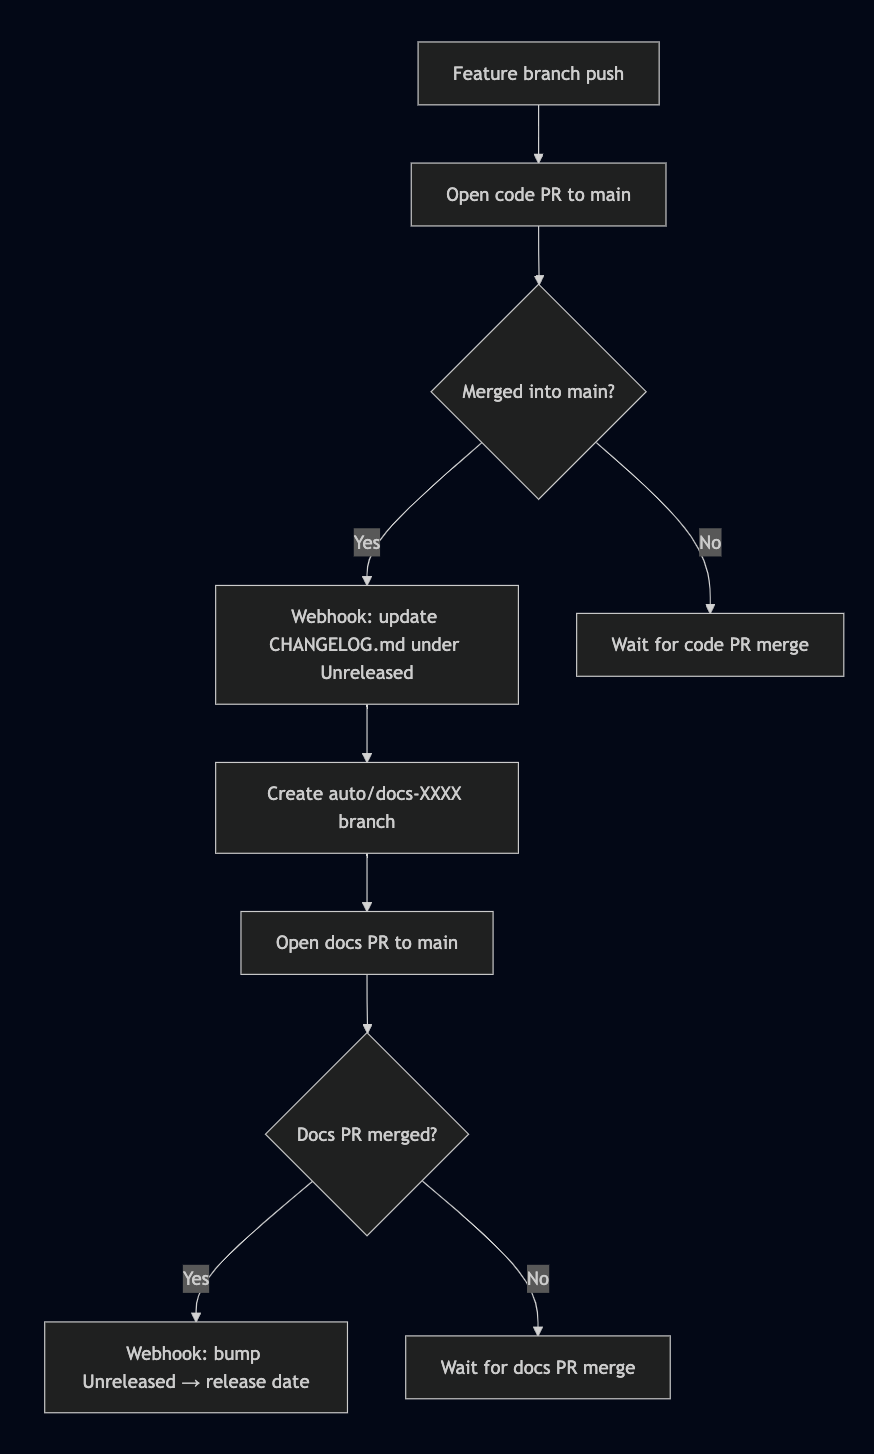 Feature branch push
Open code PR to main
Merged into main?
Yes
No
Webhook: update
CHANGELOG.md under
Unreleased
Wait for code PR merge
Create auto/docs-XXXX
branch
Open docs PR to main
Docs PR merged?
Yes
No
Webhook: bump
Unreleased → release date
Wait for docs PR merge